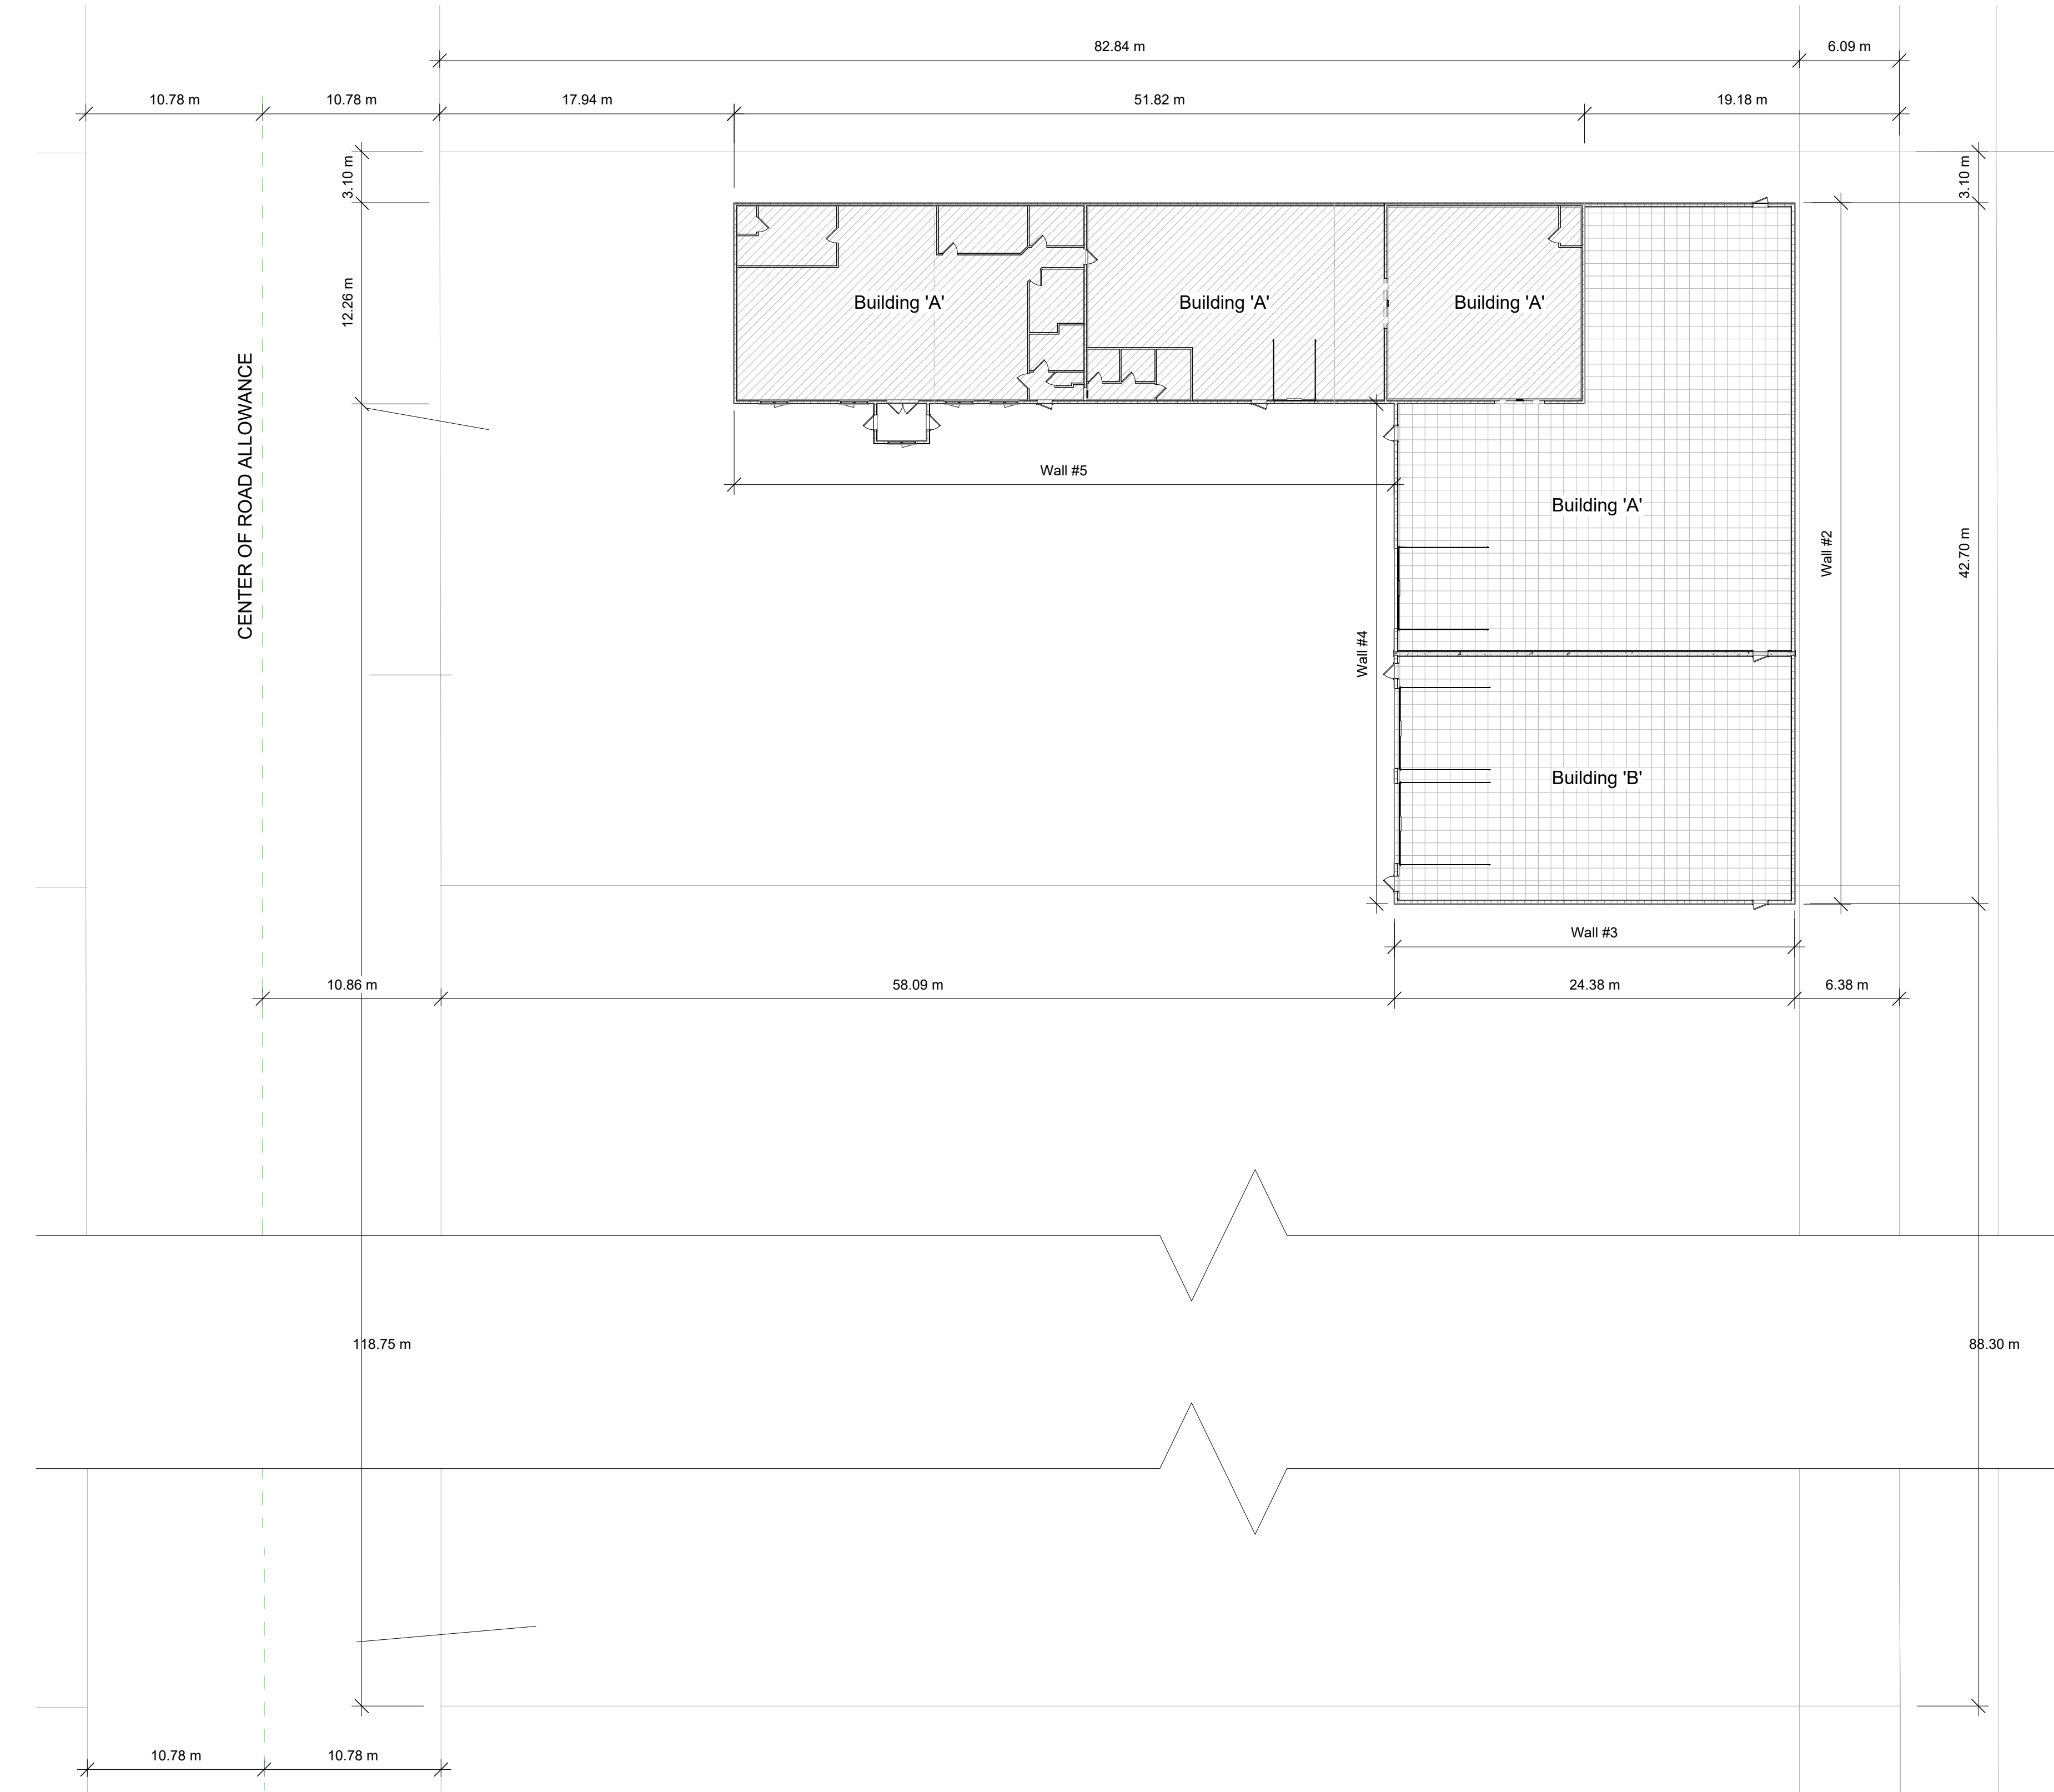 82.84 m
6.09 m
10.78 m
10.78 m
17.94 m
51.82 m
19.18 m
3.10 m
3.10 m
12.26 m
Building 'A'
Building 'A'
Building 'A'
CENTER OF ROAD ALLOWANCE
Wall #5
Building 'A'
Wall #2
42.70 m
Wall #4
Building 'B'
Wall #3
10.86 m
58.09 m
24.38 m
6.38 m
118.75 m
88.30 m
10.78 m
10.78 m